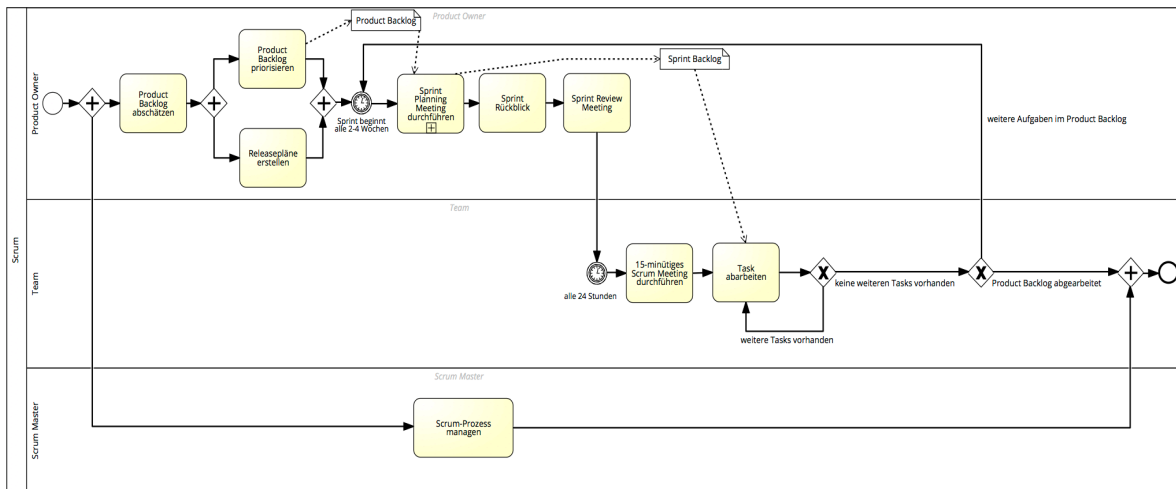 Scrum
Product Owner
Product Owner
Product
Backlog
abschätzen
Product
Backlog
priorisieren
Releasepläne
erstellen
Product Backlog
Sprint beginnt
alle 2-4 Wochen
Sprint
Planning
Meeting
durchführen
Sprint
Rückblick
Sprint Review
Meeting
Sprint Backlog
weitere Aufgaben im Product Backlog
Team
Team
alle 24 Stunden
15-minütiges
Scrum Meeting
durchführen
Task
abarbeiten
weitere Tasks vorhanden
keine weiteren Tasks vorhanden
Product Backlog abgearbeitet
Scrum Master
Scrum Master
Scrum-Prozess
managen